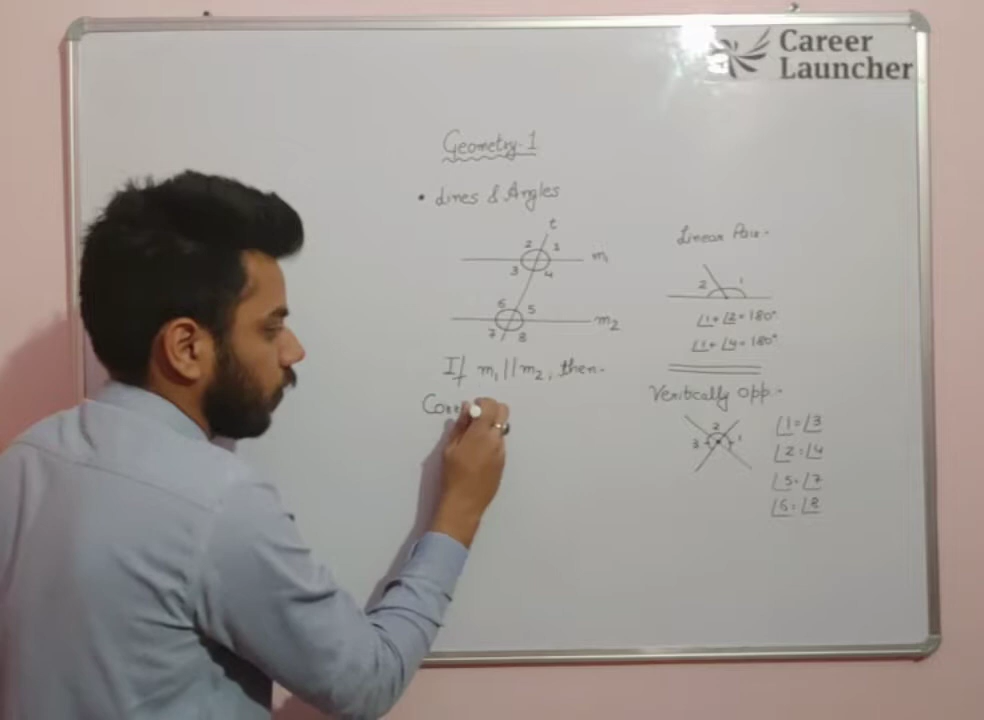 Career
Launcher
Geometry-1
• Lines & Angles
t
2 1
m1
3 4
6 5
m2
7 8
If m1 || m2, then-
Corr
Linear Pair-
2 1
∠1+∠2=180°
∠1+∠4=180°
Veritically opp.-
2
3 1
∠1=∠3
∠2=∠4
∠5=∠7
∠6=∠8